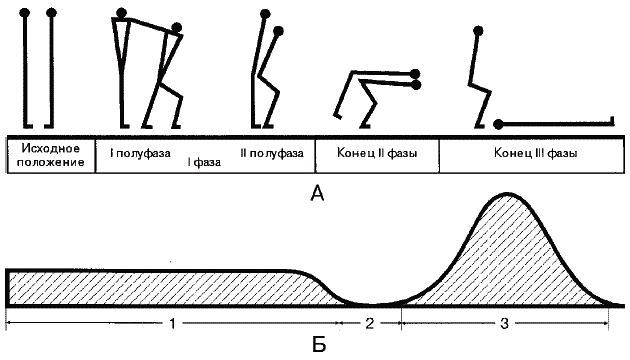 Исходное
положение
I полуфаза
I фаза
II полуфаза
Конец II фазы
Конец III фазы
А
1
2
3
Б